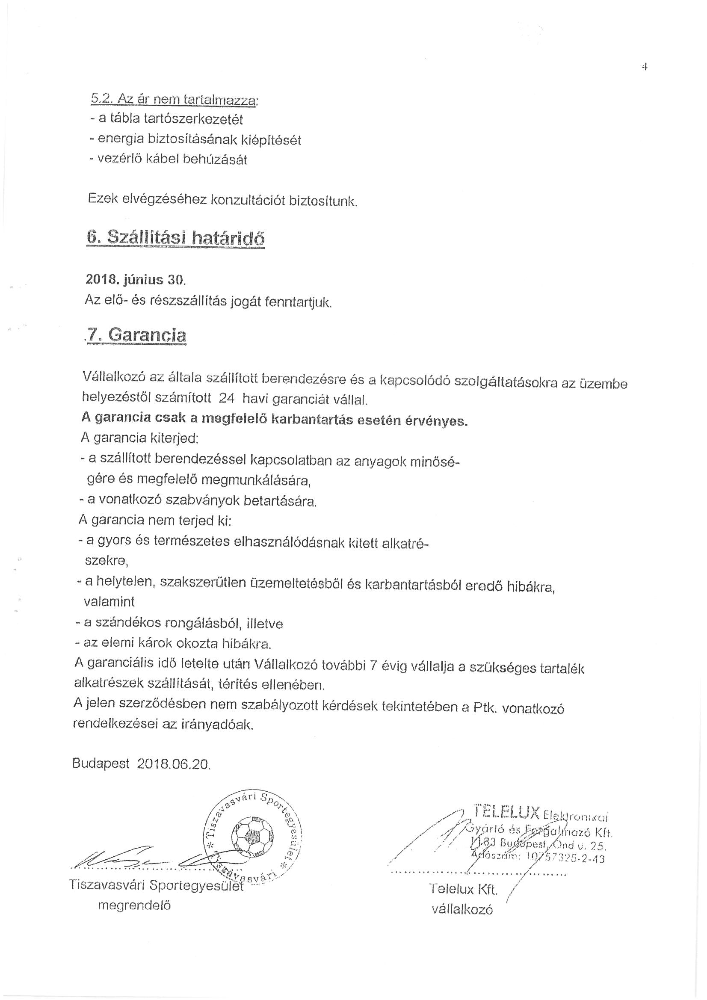 4
5.2. Az ár nem tartalmazza:
- a tábla tartószerkezetét
- energia biztosításának kiépítését
- vezérlő kábel behúzását
Ezek elvégzéséhez konzultációt biztosítunk.
6. Szállitási határidő
2018. június 30.
Az elő- és részszállítás jogát fenntartjuk.
.7. Garancia
Vállalkozó az általa szállított berendezésre és a kapcsolódó szolgáltatásokra az üzembe
helyezéstől számított 24 havi garanciát vállal.
A garancia csak a megfelelő karbantartás esetén érvényes.
A garancia kiterjed:
- a szállított berendezéssel kapcsolatban az anyagok minősé-
gére és megfelelő megmunkálására,
- a vonatkozó szabványok betartására.
A garancia nem terjed ki:
- a gyors és természetes elhasználódásnak kitett alkatré-
szekre,
- a helytelen, szakszerűtlen üzemeltetésből és karbantartásból eredő hibákra,
valamint
- a szándékos rongálásból, illetve
- az elemi károk okozta hibákra.
A garanciális idő letelte után Vállalkozó további 7 évig vállalja a szükséges tartalék
alkatrészek szállítását, térítés ellenében.
A jelen szerződésben nem szabályozott kérdések tekintetében a Ptk. vonatkozó
rendelkezései az irányadóak.
Budapest 2018.06.20.
* Tiszavasvári Sportegyesület *
Tiszavasvári
TELELUX Elektronikai
Gyártó és Forgalmazó Kft.
1183 Budapest, Ond u. 25.
Adószám: 10757325-2-43
Tiszavasvári Sportegyesület
megrendelő
Telelux Kft.
vállalkozó